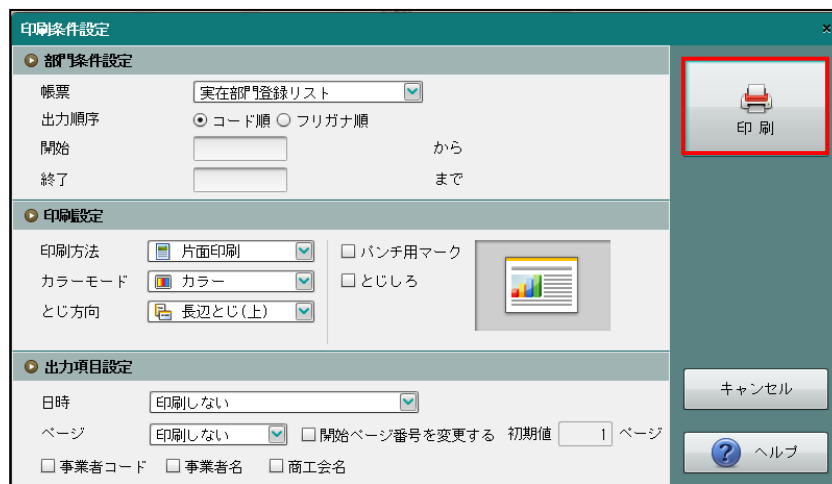 印刷条件設定 ×
部門条件設定
帳票 実在部門登録リスト
出力順序 コード順 フリガナ順
開始 から
終了 まで
印刷設定
印刷方法 片面印刷 パンチ用マーク
カラーモード カラー とじしろ
とじ方向 長辺とじ(上)
出力項目設定
日時 印刷しない
ページ 印刷しない 開始ページ番号を変更する 初期値 1 ページ
事業者コード 事業者名 商工会名
印 刷
キャンセル
? ヘルプ